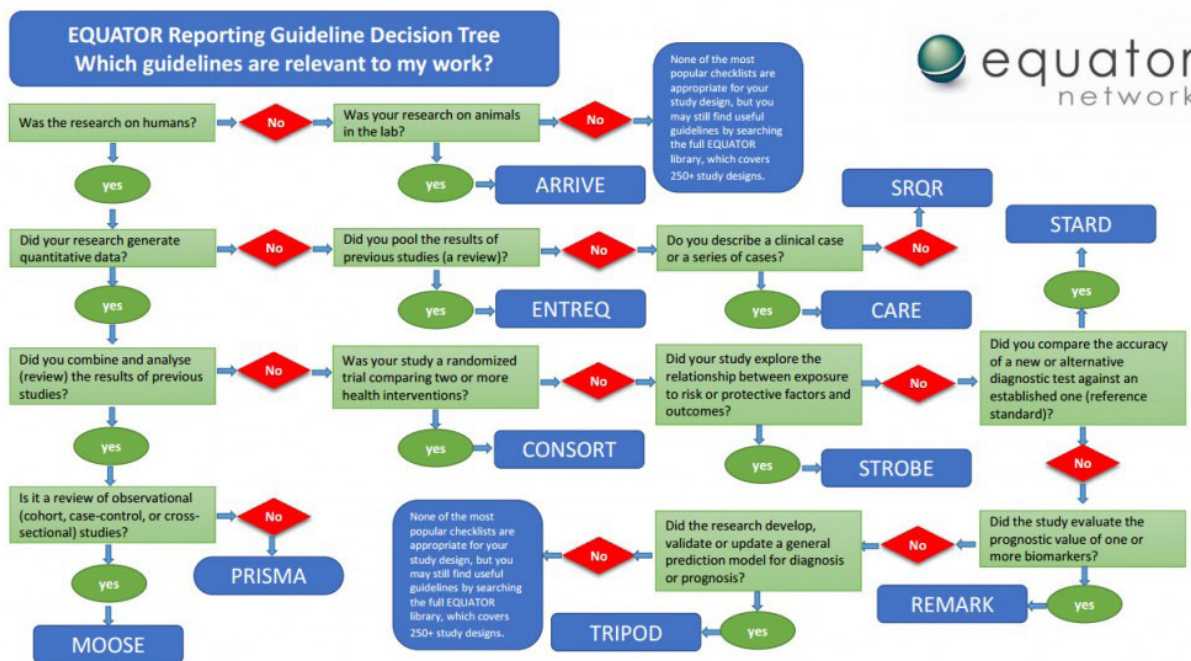 EQUATOR Reporting Guideline Decision Tree
Which guidelines are relevant to my work?
equator
network
None of the most
popular checklists are
appropriate for your
study design, but you
may still find useful
guidelines by searching
the full EQUATOR
library, which covers
250+ study designs.
Was the research on humans?
No
Was your research on animals
in the lab?
No
yes
yes
ARRIVE
SRQR
STARD
Did your research generate
quantitative data?
No
Did you pool the results of
previous studies (a review)?
No
Do you describe a clinical case
or a series of cases?
No
yes
yes
ENTREQ
yes
CARE
yes
Did you combine and analyse
(review) the results of previous
studies?
No
Was your study a randomized
trial comparing two or more
health interventions?
No
Did your study explore the
relationship between exposure
to risk or protective factors and
outcomes?
No
Did you compare the accuracy
of a new or alternative
diagnostic test against an
established one (reference
standard)?
yes
yes
CONSORT
yes
STROBE
No
Is it a review of observational
(cohort, case-control, or cross-
sectional) studies?
No
PRISMA
yes
MOOSE
None of the most
popular checklists are
appropriate for your
study design, but you
may still find useful
guidelines by searching
the full EQUATOR
library, which covers
250+ study designs.
No
Did the research develop,
validate or update a general
prediction model for diagnosis
or prognosis?
No
Did the study evaluate the
prognostic value of one or
more biomarkers?
TRIPOD
yes
REMARK
yes